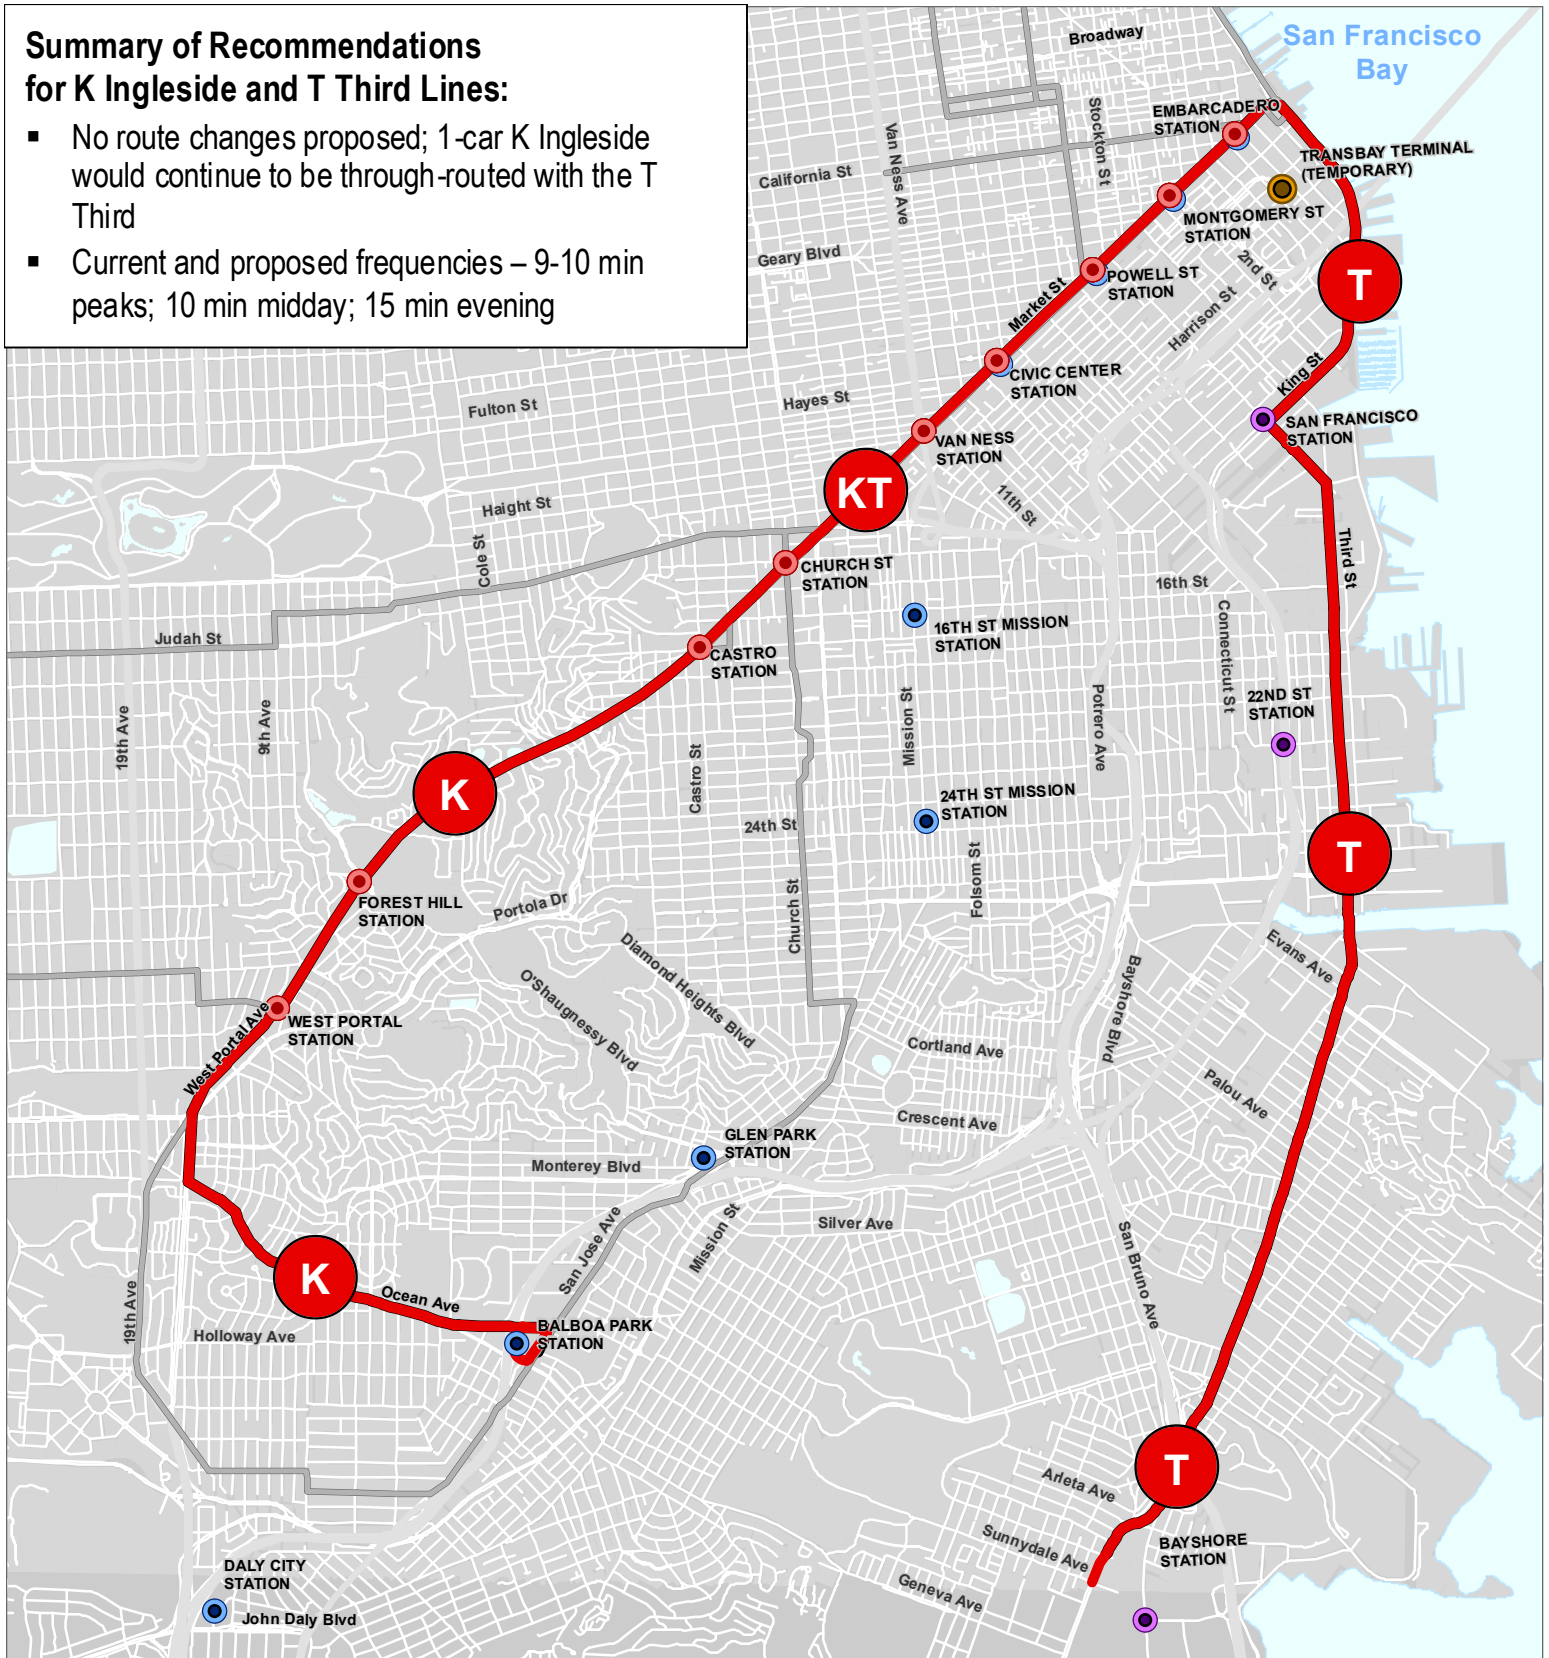 Summary of Recommendations
for K Ingleside and T Third Lines:
▪ No route changes proposed; 1-car K Ingleside
would continue to be through-routed with the T
Third
▪ Current and proposed frequencies – 9-10 min
peaks; 10 min midday; 15 min evening
San Francisco
Bay
Broadway
Stockton St
EMBARCADERO
STATION
TRANSBAY TERMINAL
(TEMPORARY)
Van Ness Ave
California St
MONTGOMERY ST
STATION
Geary Blvd
2nd St
POWELL ST
STATION
T
Market St
Harrison St
King St
CIVIC CENTER
STATION
Fulton St
Hayes St
SAN FRANCISCO
STATION
VAN NESS
STATION
KT
Haight St
11th St
Cole St
Third St
CHURCH ST
STATION
16th St
Judah St
16TH ST MISSION
STATION
Connecticut St
CASTRO
STATION
19th Ave
9th Ave
Castro St
Mission St
Potrero Ave
22ND ST
STATION
K
24TH ST MISSION
STATION
24th St
T
Folsom St
FOREST HILL
STATION
Portola Dr
Church St
Diamond Heights Blvd
O'Shaugnessy Blvd
Evans Ave
Bayshore Blvd
WEST PORTAL
STATION
West Portal Ave
Cortland Ave
Palou Ave
Crescent Ave
GLEN PARK
STATION
Monterey Blvd
Silver Ave
San Jose Ave
Mission St
San Bruno Ave
K
Ocean Ave
19th Ave
Holloway Ave
BALBOA PARK
STATION
T
Arleta Ave
Sunnydale Ave
BAYSHORE
STATION
Geneva Ave
DALY CITY
STATION
John Daly Blvd